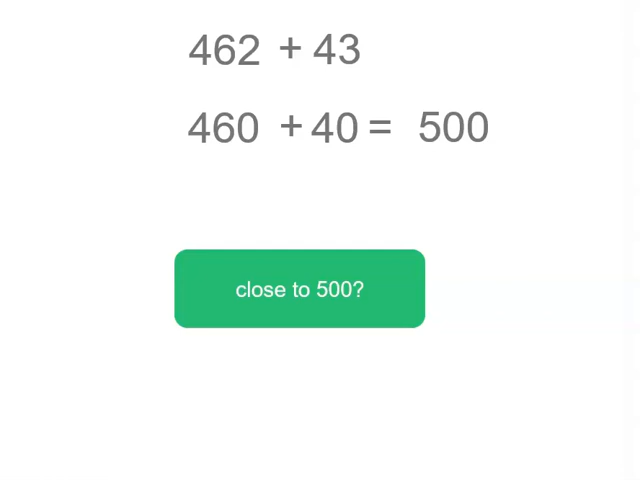 462 + 43
460 + 40 = 500
close to 500?